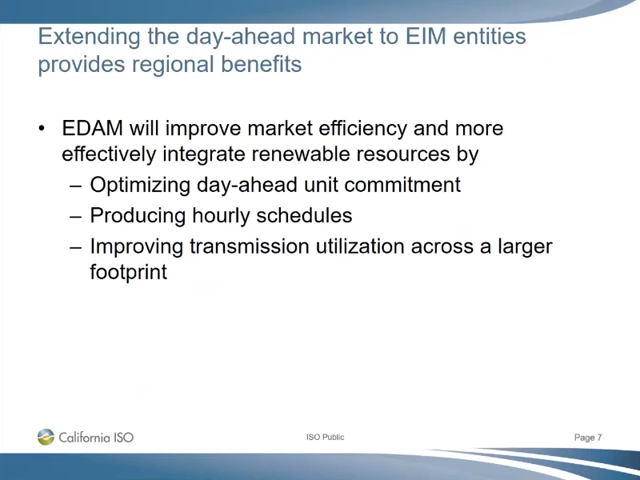 Extending the day-ahead market to EIM entities
provides regional benefits
• EDAM will improve market efficiency and more
effectively integrate renewable resources by
– Optimizing day-ahead unit commitment
– Producing hourly schedules
– Improving transmission utilization across a larger
footprint
California ISO
ISO Public
Page 7